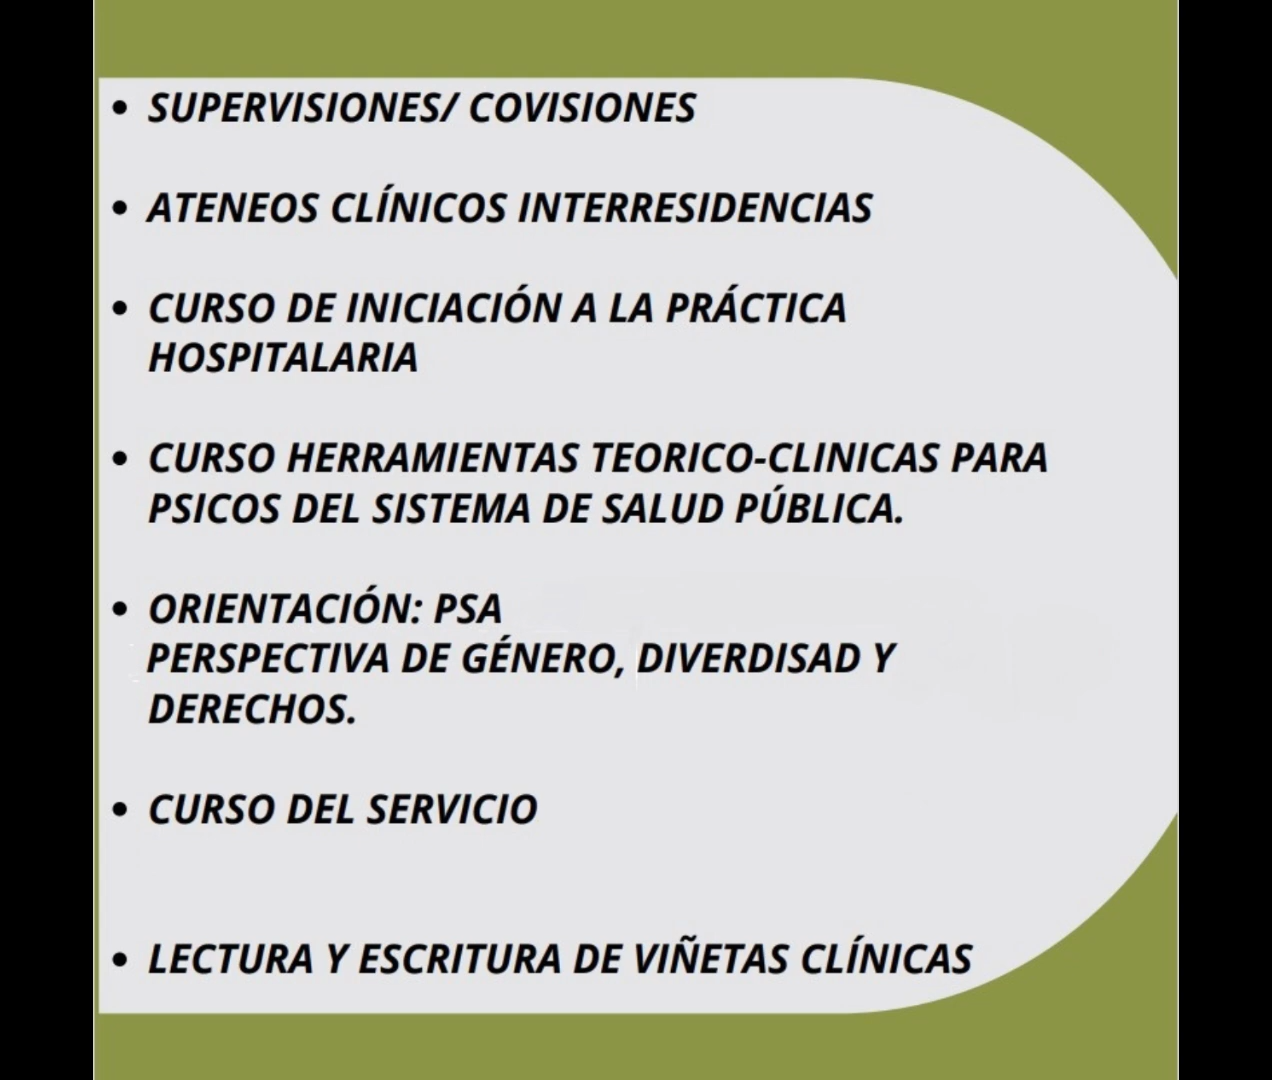 • SUPERVISIONES/ COVISIONES
• ATENEOS CLÍNICOS INTERRESIDENCIAS
• CURSO DE INICIACIÓN A LA PRÁCTICA
HOSPITALARIA
• CURSO HERRAMIENTAS TEORICO-CLINICAS PARA
PSICOS DEL SISTEMA DE SALUD PÚBLICA.
• ORIENTACIÓN: PSA
PERSPECTIVA DE GÉNERO, DIVERDISAD Y
DERECHOS.
• CURSO DEL SERVICIO
• LECTURA Y ESCRITURA DE VIÑETAS CLÍNICAS